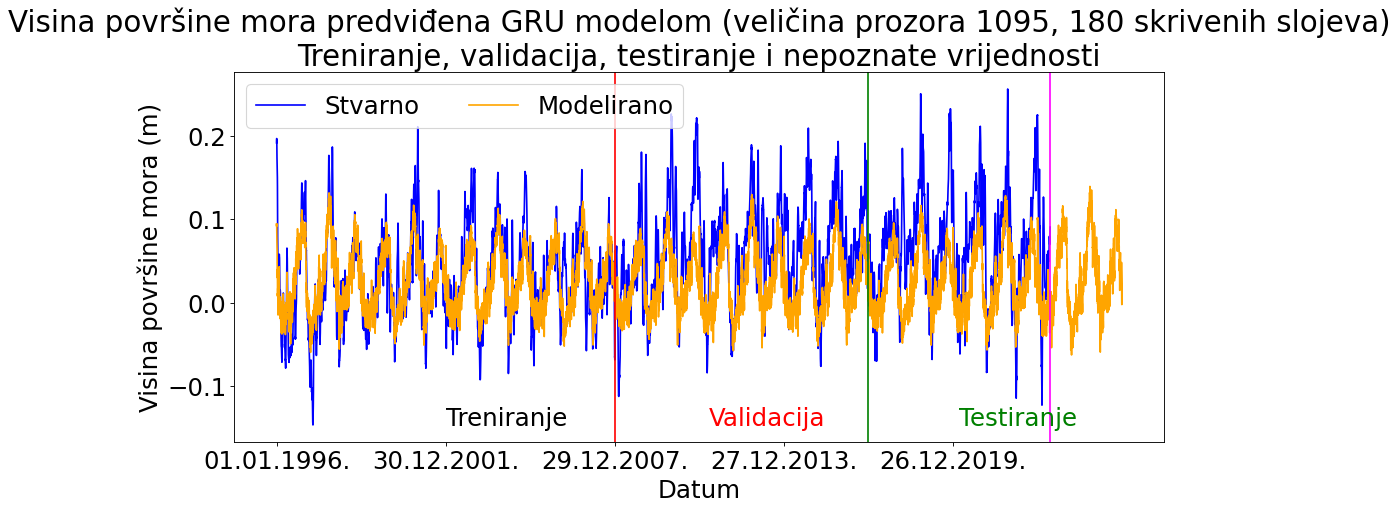 Visina površine mora predviđena GRU modelom (veličina prozora 1095, 180 skrivenih slojeva)
Treniranje, validacija, testiranje i nepoznate vrijednosti
Stvarno
Modelirano
Visina površine mora (m)
0.2
0.1
0.0
−0.1
Treniranje
Validacija
Testiranje
01.01.1996.
30.12.2001.
29.12.2007.
27.12.2013.
26.12.2019.
Datum